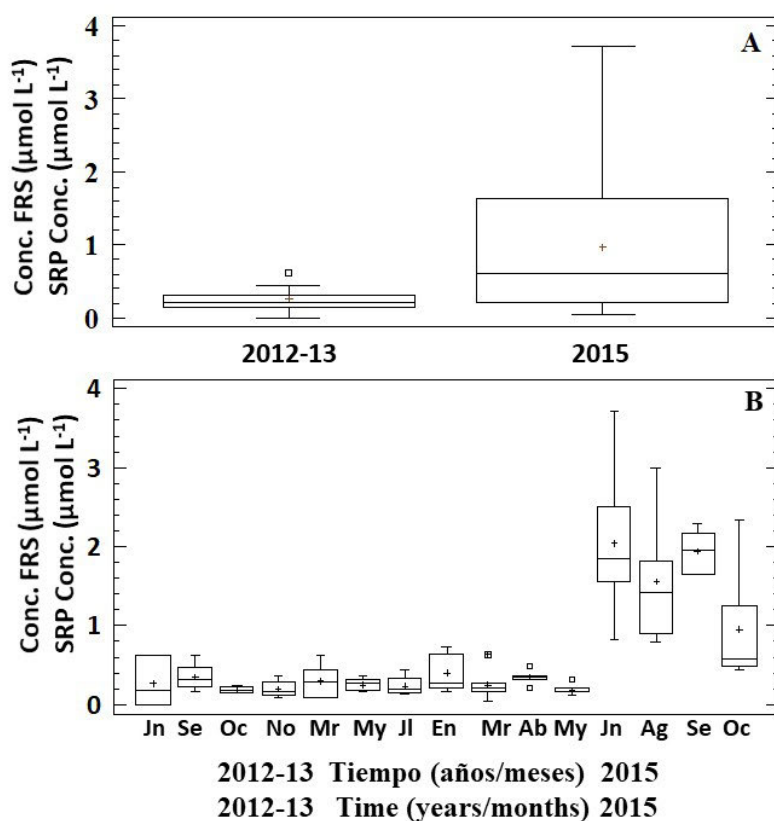 A
Conc. FRS (µmol L-1)
SRP Conc. (µmol L-1)
4
3
2
1
0
2012-13 2015
B
Conc. FRS (µmol L-1)
SRP Conc. (µmol L-1)
4
3
2
1
0
Jn Se Oc No Mr My Jl En Mr Ab My Jn Ag Se Oc
2012-13 Tiempo (años/meses) 2015
2012-13 Time (years/months) 2015